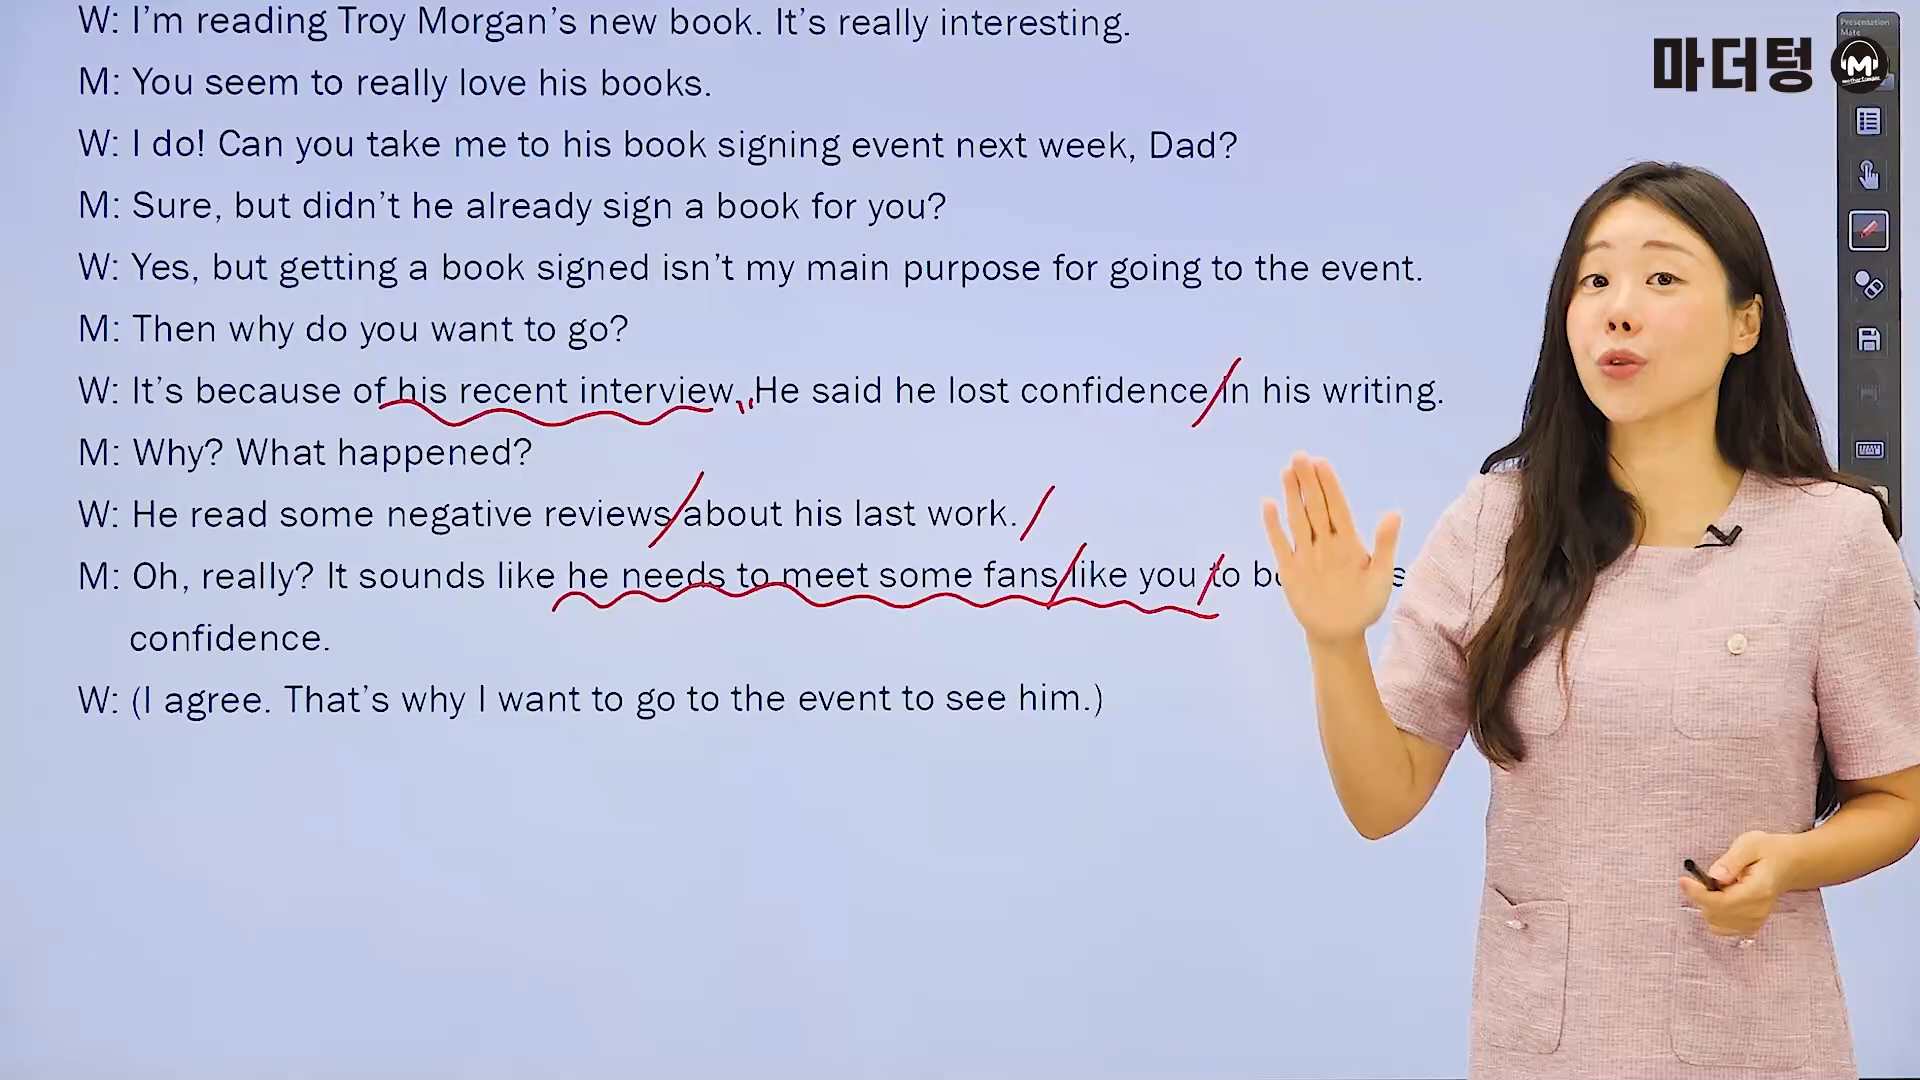 W: I'm reading Troy Morgan's new book. It's really interesting.
Presentation
Mate
마더텅 M
M: You seem to really love his books.
W: I do! Can you take me to his book signing event next week, Dad?
M: Sure, but didn't he already sign a book for you?
W: Yes, but getting a book signed isn't my main purpose for going to the event.
M: Then why do you want to go?
W: It's because of his recent interview. He said he lost confidence in his writing.
M: Why? What happened?
W: He read some negative reviews about his last work.
M: Oh, really? It sounds like he needs to meet some fans like you to
confidence.
W: (I agree. That's why I want to go to the event to see him.)